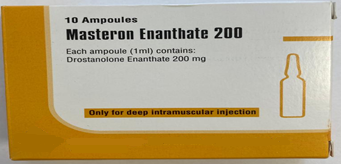 10 Ampoules
Masteron Enanthate 200
Each ampoule (1ml) contains:
Drostanolone Enanthate 200 mg
Only for deep intramuscular injection